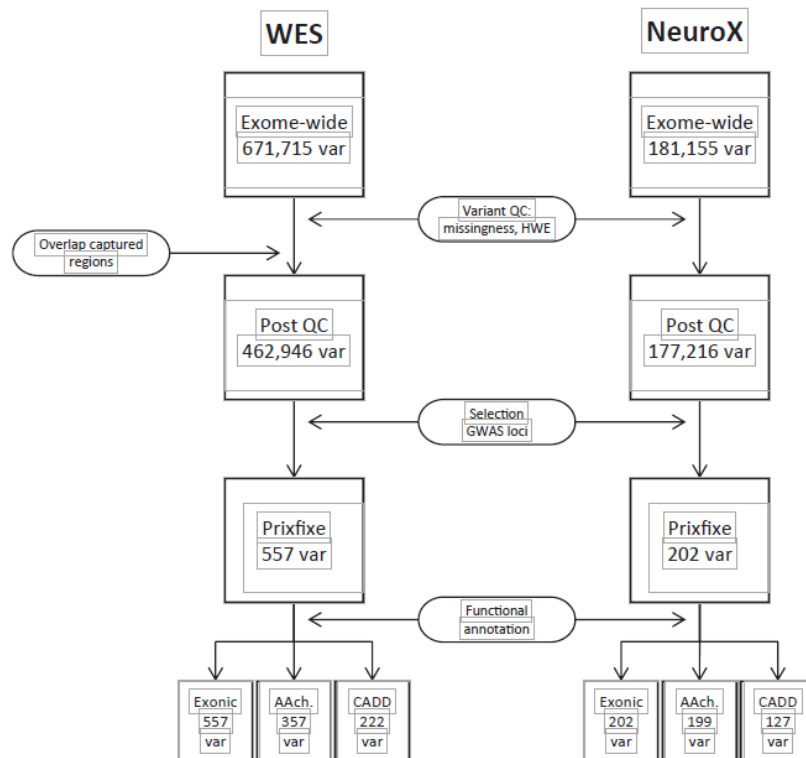 WES
NeuroX
Exome-wide
671,715 var
Exome-wide
181,155 var
Variant QC:
missingness, HWE
Overlap captured
regions
Post QC
462,946 var
Post QC
177,216 var
Selection
GWAS loci
Prixfixe
557 var
Prixfixe
202 var
Functional
annotation
Exonic
557
var
AAch.
357
var
CADD
222
var
Exonic
202
var
AAch.
199
var
CADD
127
var